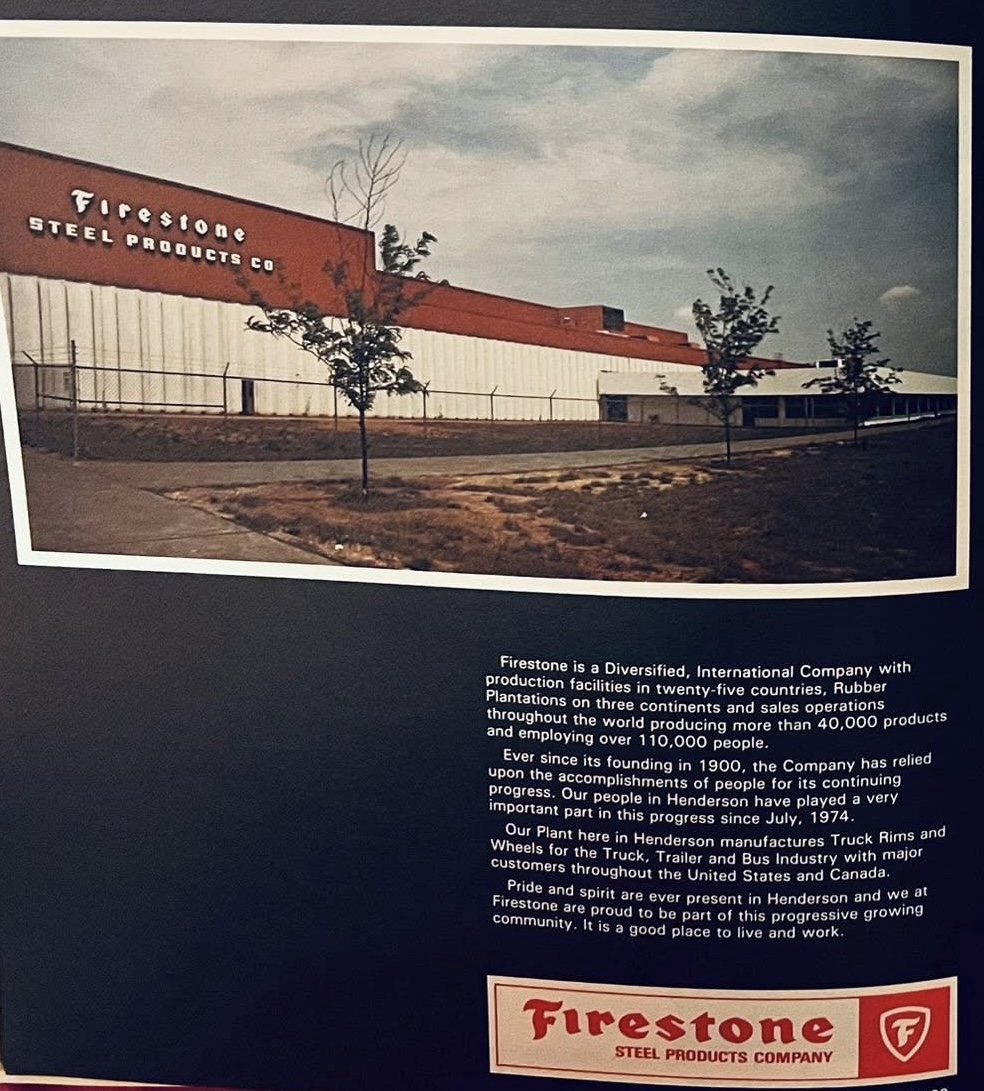 Firestone
STEEL PRODUCTS CO
Firestone is a Diversified, International Company with
production facilities in twenty-five countries, Rubber
Plantations on three continents and sales operations
throughout the world producing more than 40,000 products
and employing over 110,000 people.
Ever since its founding in 1900, the Company has relied
upon the accomplishments of people for its continuing
progress. Our people in Henderson have played a very
important part in this progress since July, 1974.
Our Plant here in Henderson manufactures Truck Rims and
Wheels for the Truck, Trailer and Bus Industry with major
customers throughout the United States and Canada.
Pride and spirit are ever present in Henderson and we at
Firestone are proud to be part of this progressive growing
community. It is a good place to live and work.
Firestone
STEEL PRODUCTS COMPANY
F